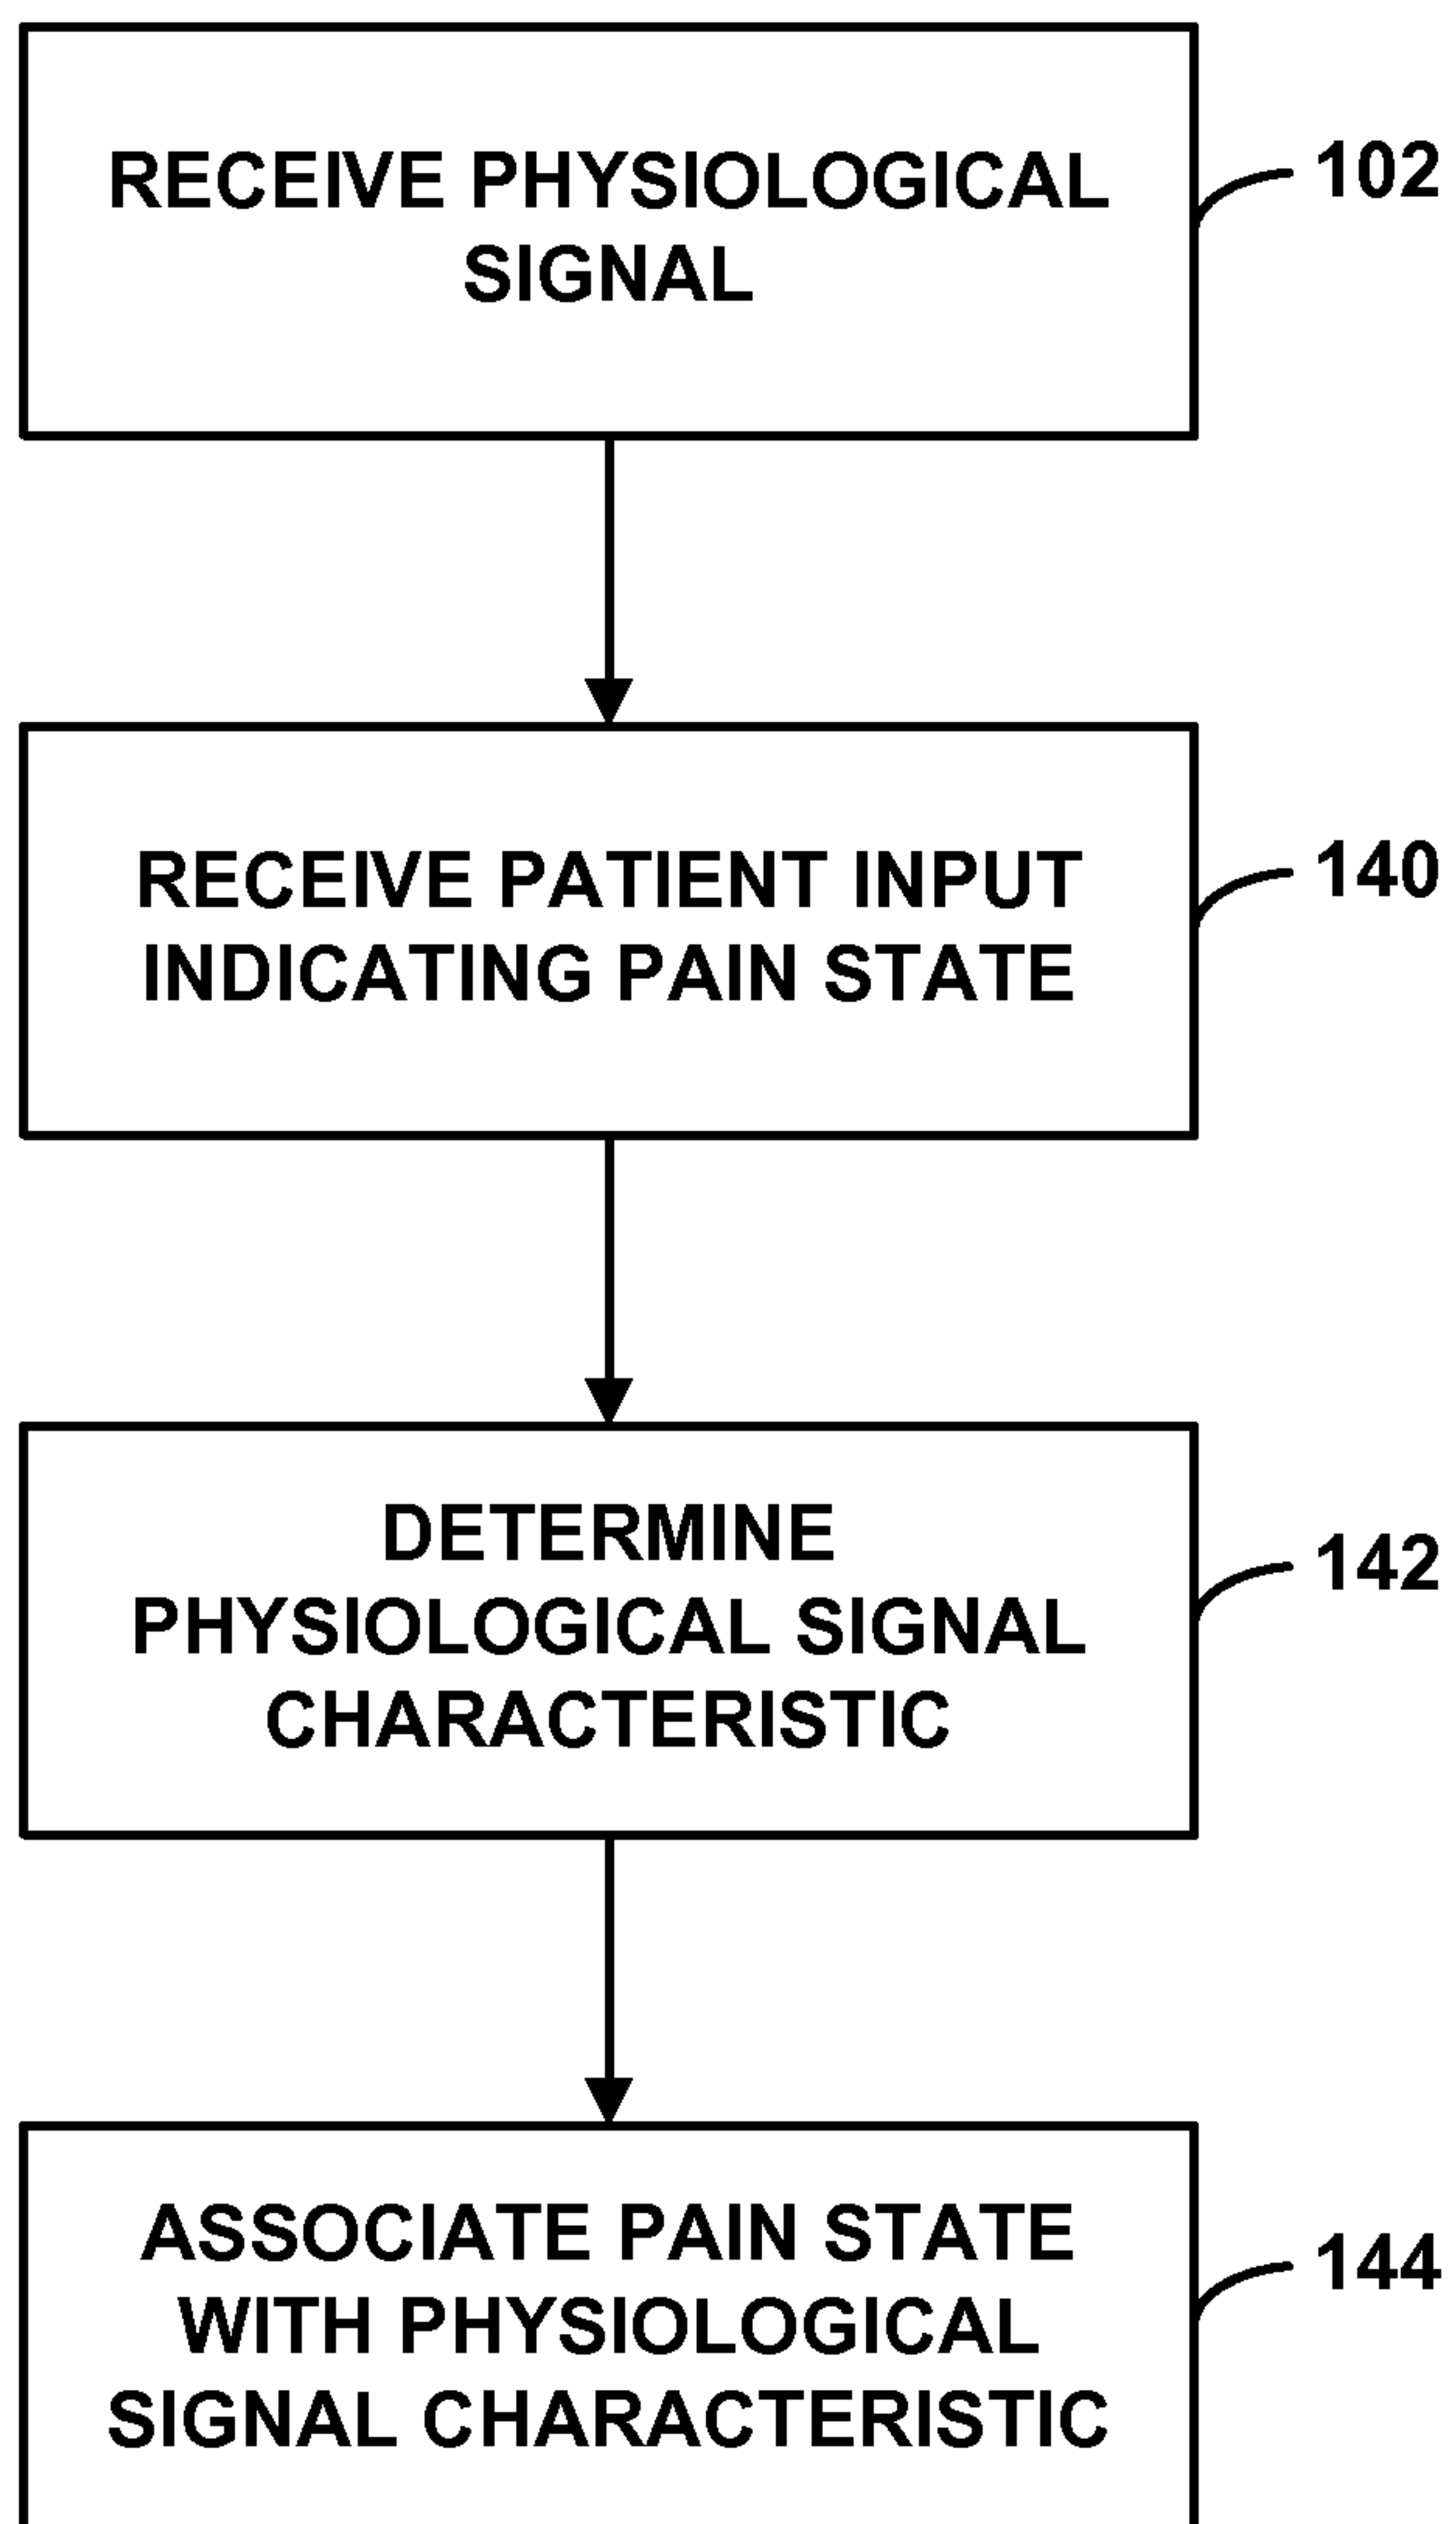 RECEIVE PHYSIOLOGICAL
SIGNAL
102
RECEIVE PATIENT INPUT
INDICATING PAIN STATE
140
DETERMINE
PHYSIOLOGICAL SIGNAL
CHARACTERISTIC
142
ASSOCIATE PAIN STATE
WITH PHYSIOLOGICAL
SIGNAL CHARACTERISTIC
144